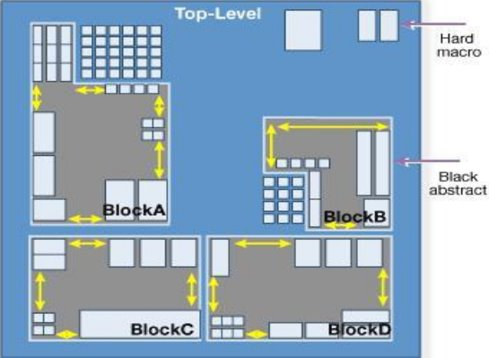 Top-Level
Hard
macro
Black
abstract
BlockA
BlockB
BlockC
BlockD